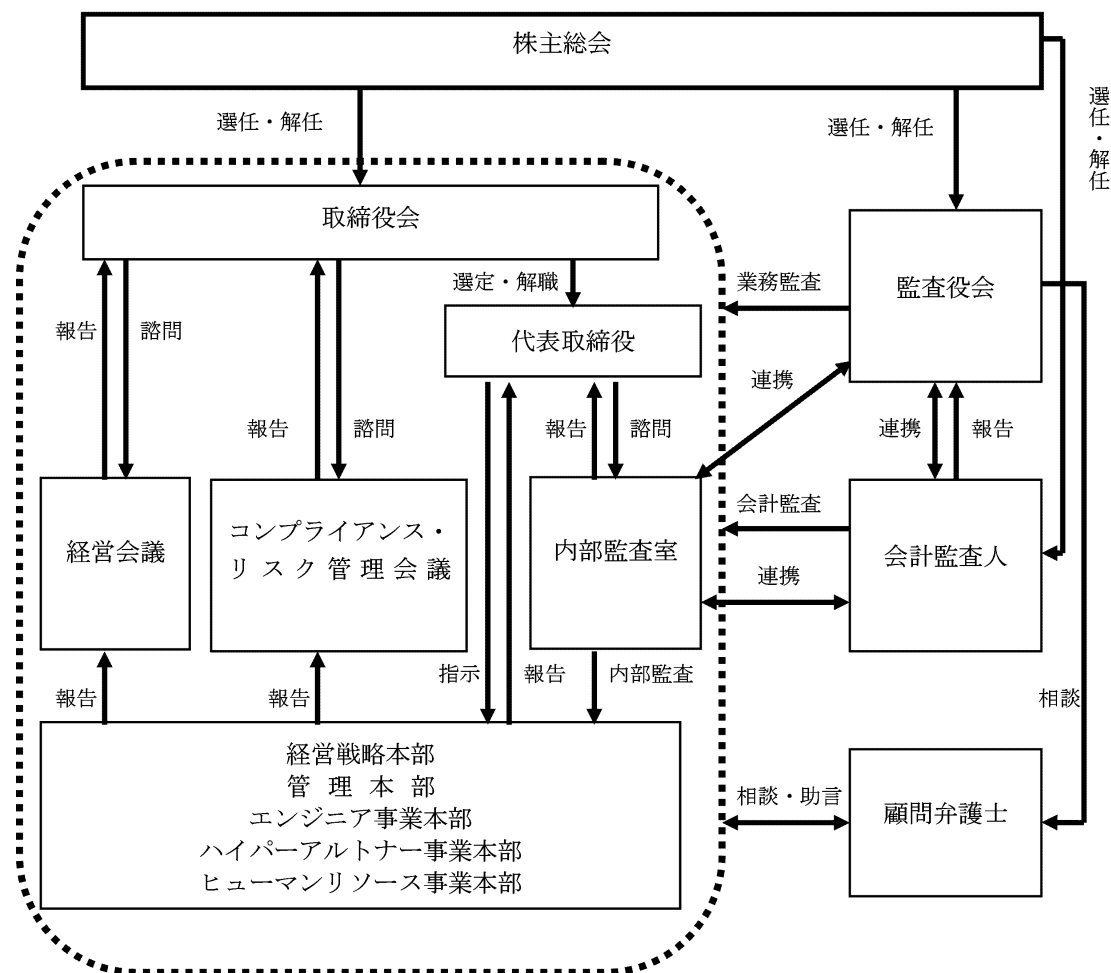 株主総会
選任・解任
選任・解任
選任・解任
取締役会
選定・解職
業務監査
監査役会
代表取締役
報告
諮問
連携
報告
諮問
報告
諮問
連携
報告
経営会議
コンプライアンス・
リスク管理会議
内部監査室
会計監査
会計監査人
連携
報告
報告
指示
報告
内部監査
相談
経営戦略本部
管理本部
エンジニア事業本部
ハイパーアルトナー事業本部
ヒューマンリソース事業本部
相談・助言
顧問弁護士